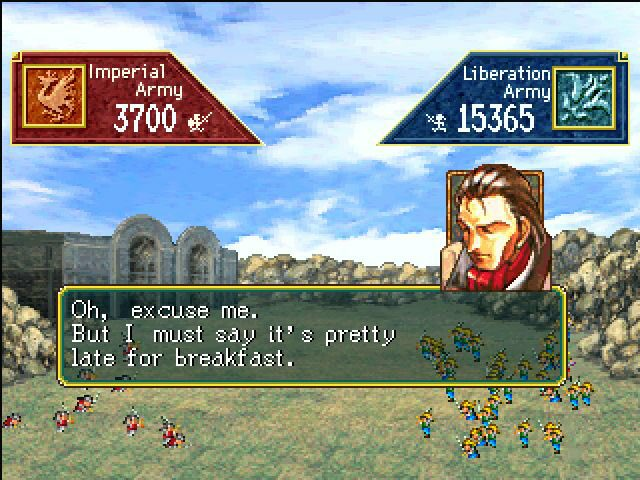 Imperial
Army
3700
Liberation
Army
15365
Oh, excuse me.
But I must say it's pretty
late for breakfast.